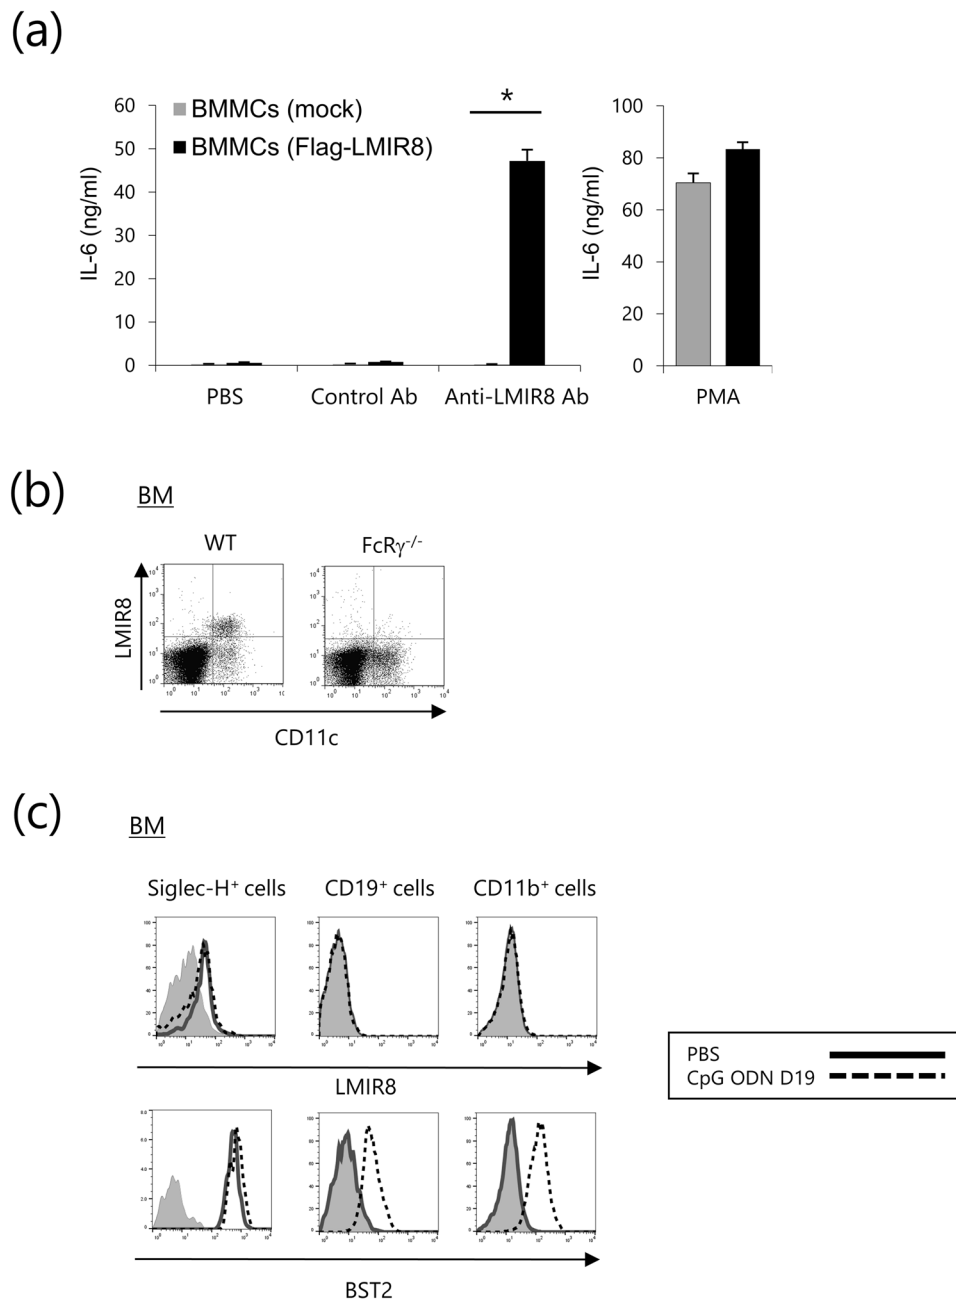 (a)
60
50
40
30
20
10
0
IL-6 (ng/ml)
BMMCs (mock)
BMMCs (Flag-LMIR8)
*
PBS
Control Ab
Anti-LMIR8 Ab
100
80
60
40
20
0
IL-6 (ng/ml)
PMA
(b)
BM
WT
FcRγ-/-
LMIR8
CD11c
(c)
BM
Siglec-H+ cells
CD19+ cells
CD11b+ cells
LMIR8
PBS
CpG ODN D19
BST2